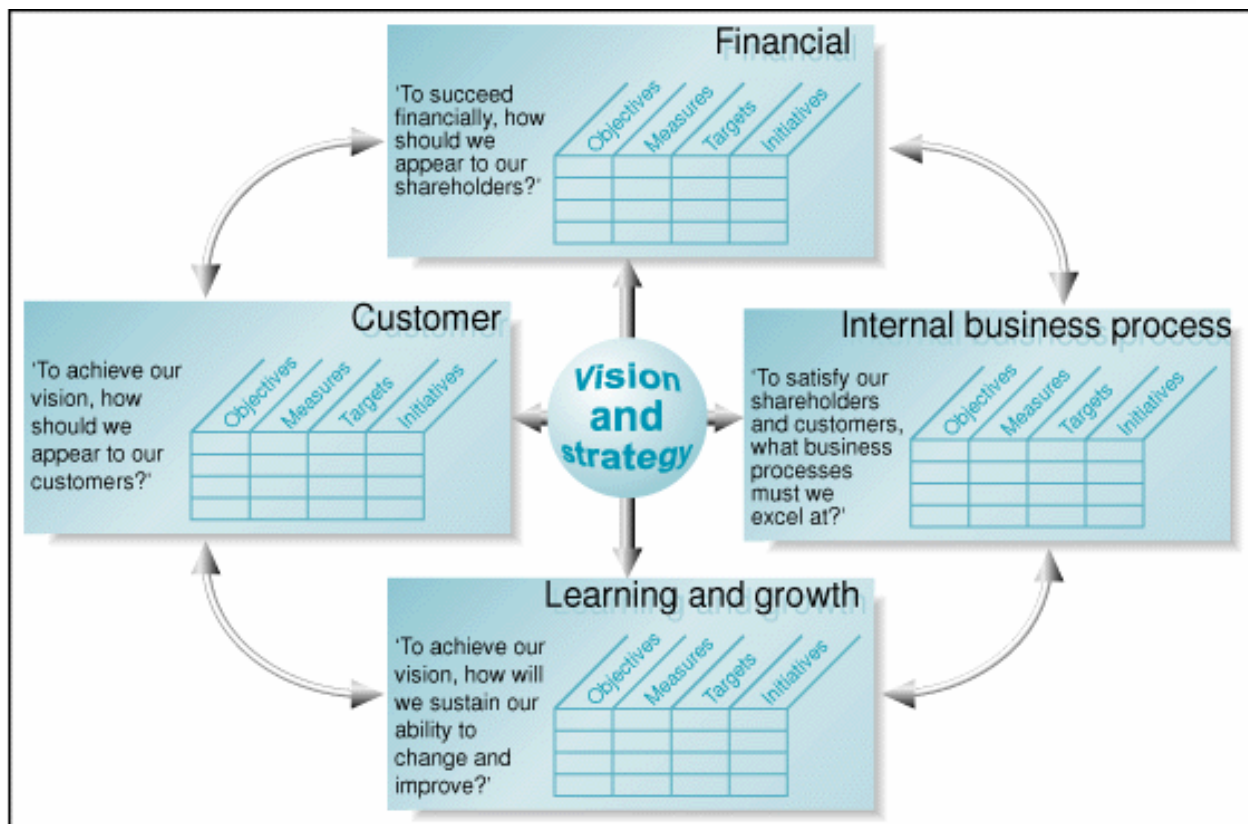 Financial
'To succeed
financially, how
should we
appear to our
shareholders?'
Objectives
Measures
Targets
Initiatives
Customer
'To achieve our
vision, how
should we
appear to our
customers?'
Objectives
Measures
Targets
Initiatives
Vision
and
strategy
Internal business process
'To satisfy our
shareholders
and customers,
what business
processes
must we
excel at?'
Objectives
Measures
Targets
Initiatives
Learning and growth
'To achieve our
vision, how will
we sustain our
ability to
change and
improve?'
Objectives
Measures
Targets
Initiatives